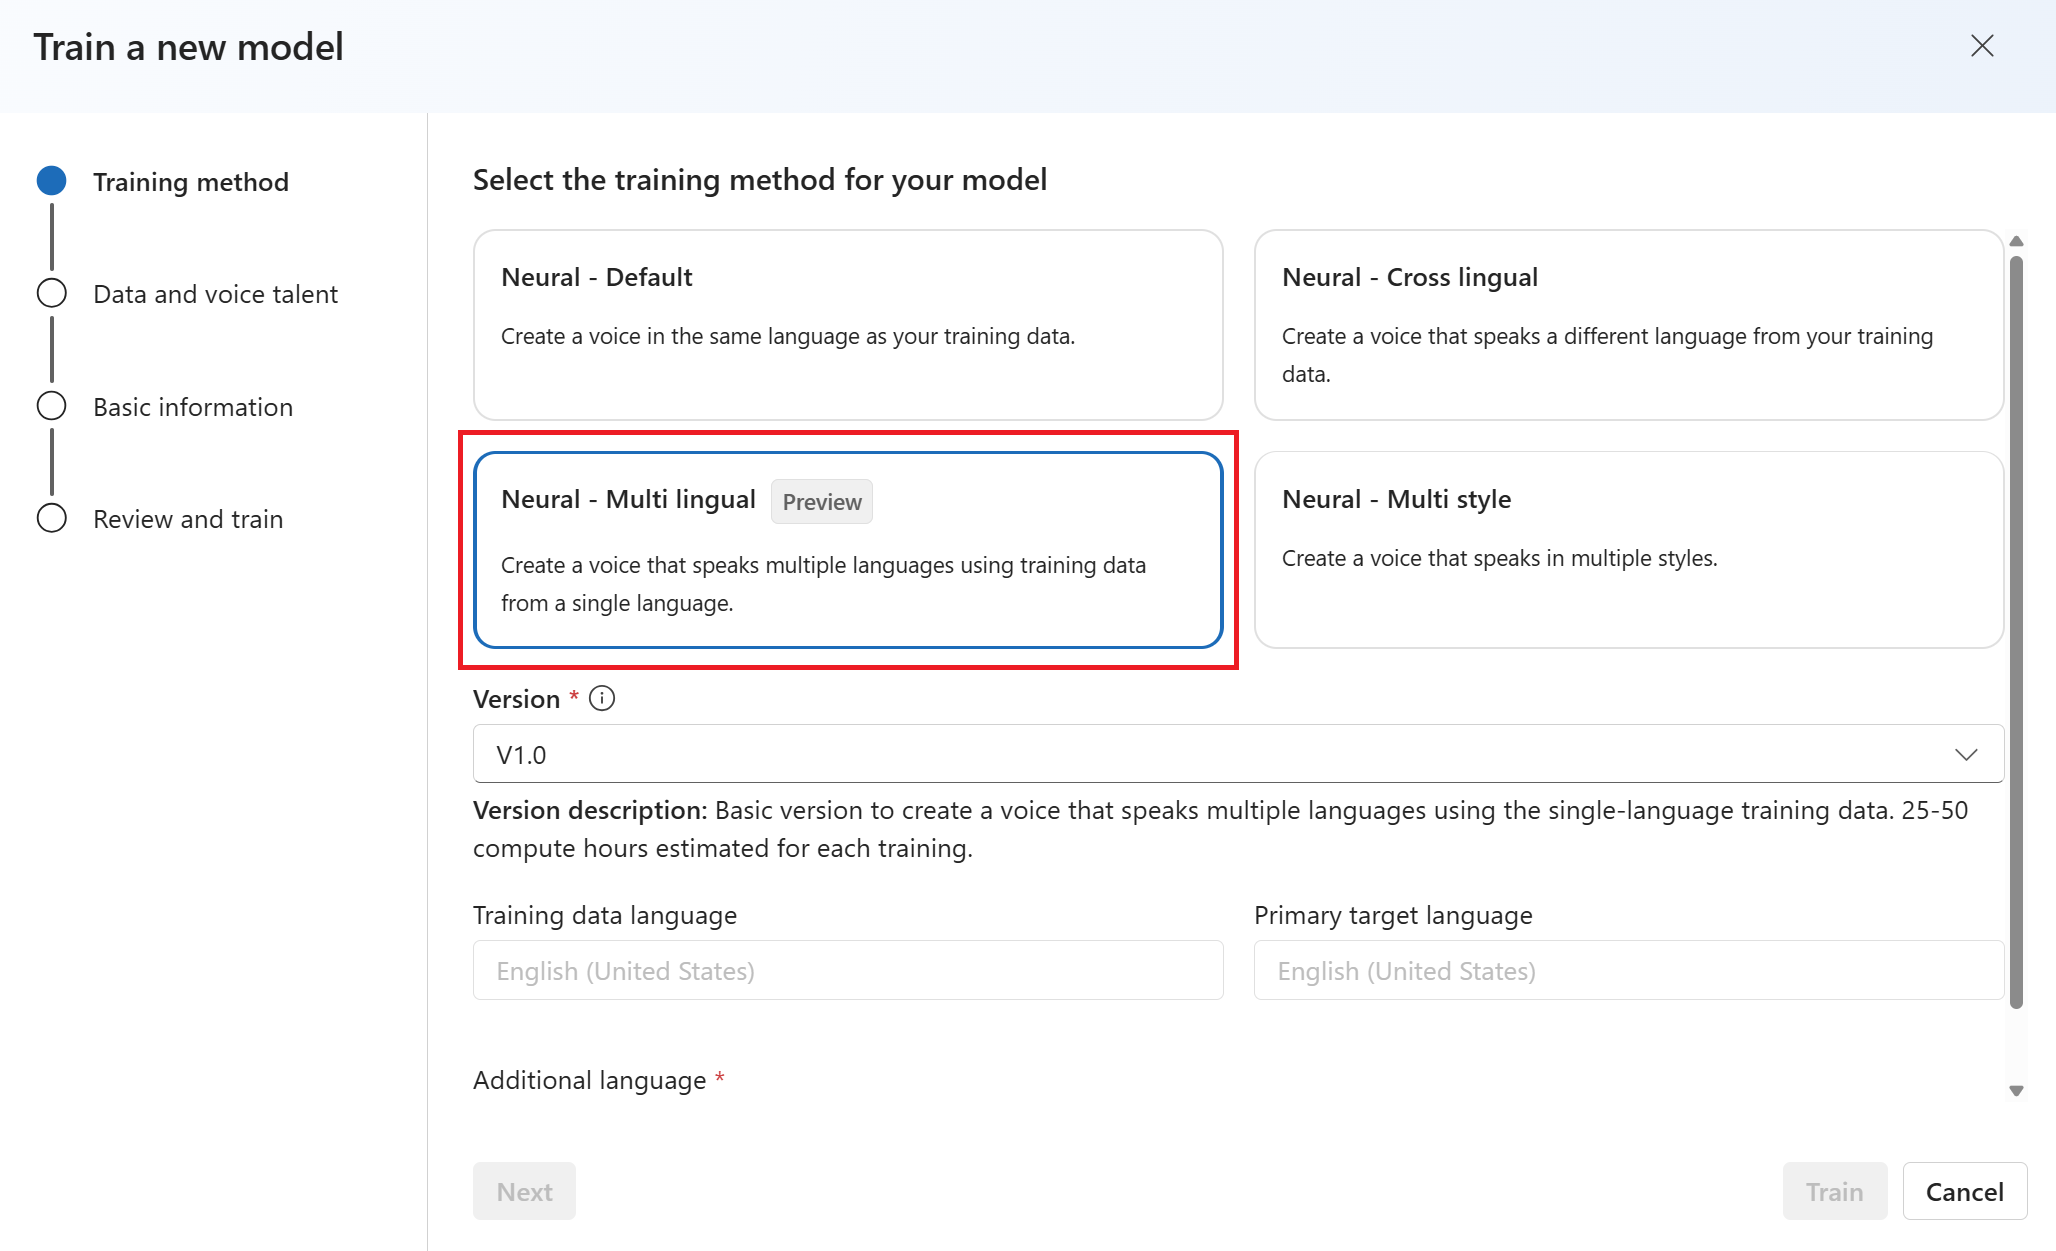 Train a new model
Training method
Data and voice talent
Basic information
Review and train
Select the training method for your model
Neural - Default
Create a voice in the same language as your training data.
Neural - Cross lingual
Create a voice that speaks a different language from your training
data.
Neural - Multi lingual Preview
Create a voice that speaks multiple languages using training data
from a single language.
Neural - Multi style
Create a voice that speaks in multiple styles.
Version *
V1.0
Version description: Basic version to create a voice that speaks multiple languages using the single-language training data. 25-50
compute hours estimated for each training.
Training data language
English (United States)
Primary target language
English (United States)
Additional language *
Next
Train
Cancel